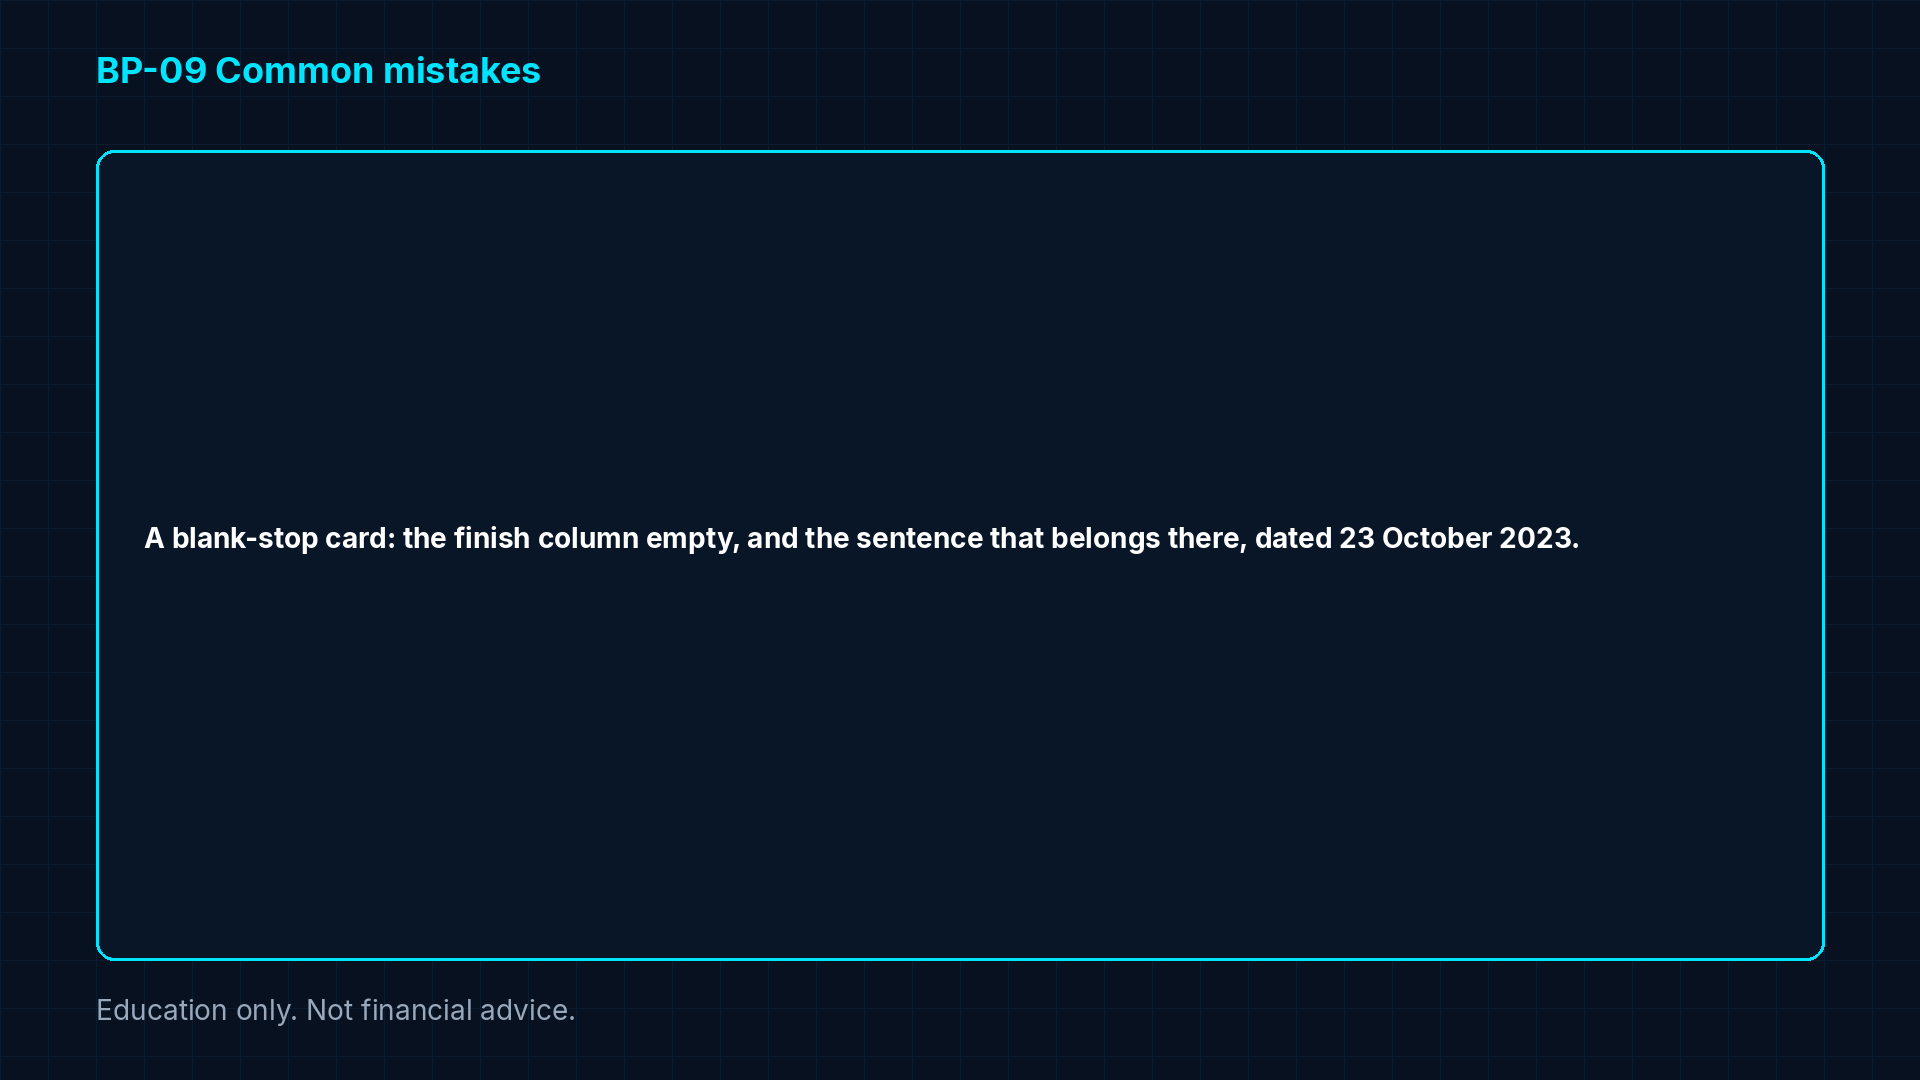 BP-09 Common mistakes
A blank-stop card: the finish column empty, and the sentence that belongs there, dated 23 October 2023.
Education only. Not financial advice.